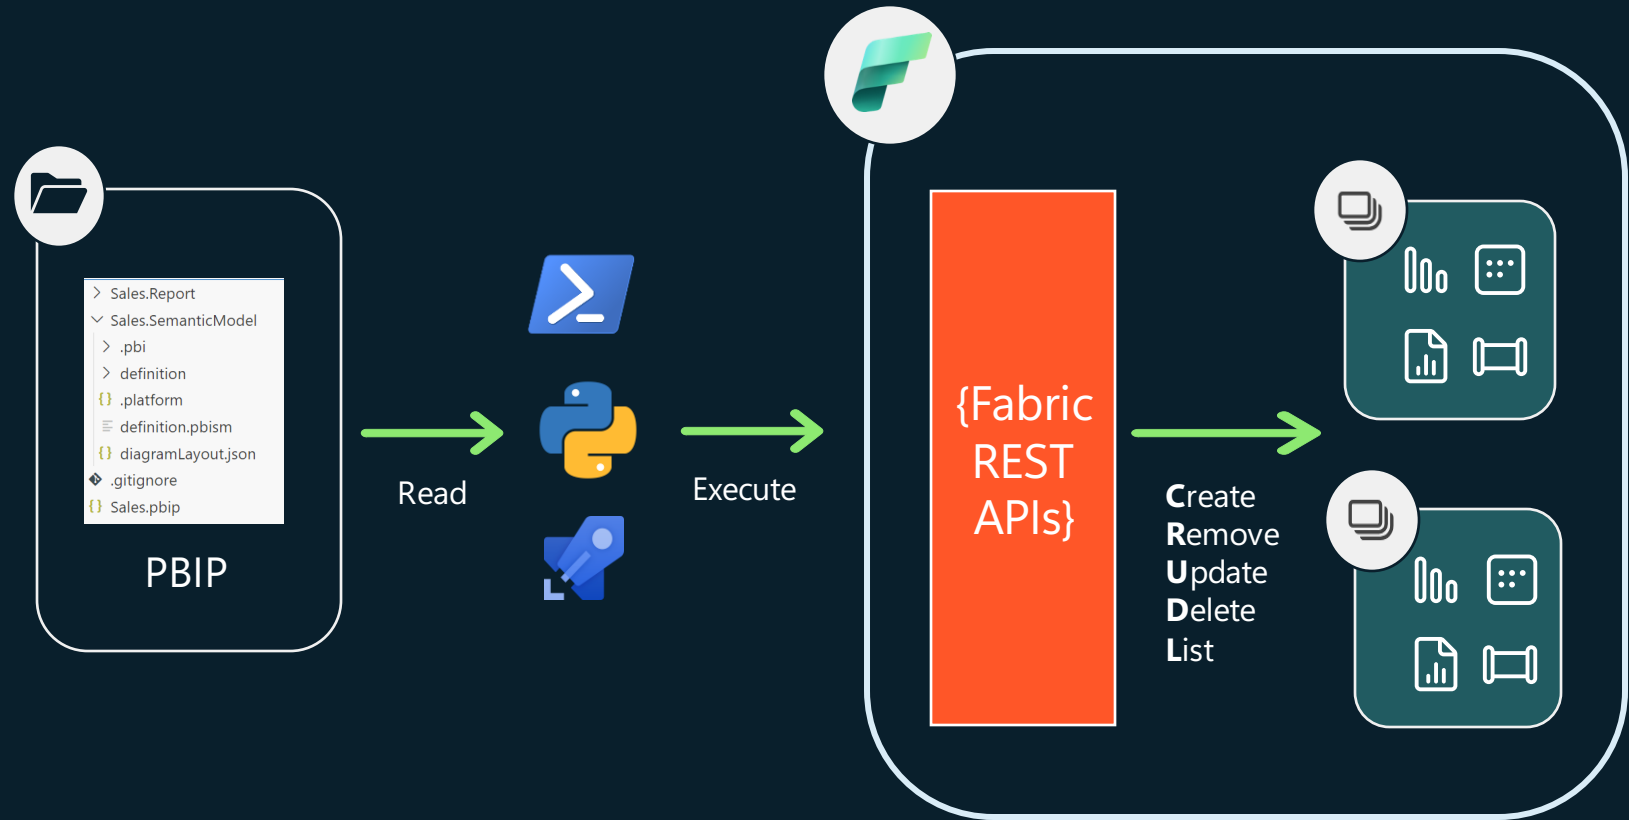 Sales.Report
Sales.SemanticModel
.pbi
definition
{} .platform
definition.pbism
{} diagramLayout.json
.gitignore
{} Sales.pbip
PBIP
Read
Execute
{Fabric
REST
APIs}
Create
Remove
Update
Delete
List